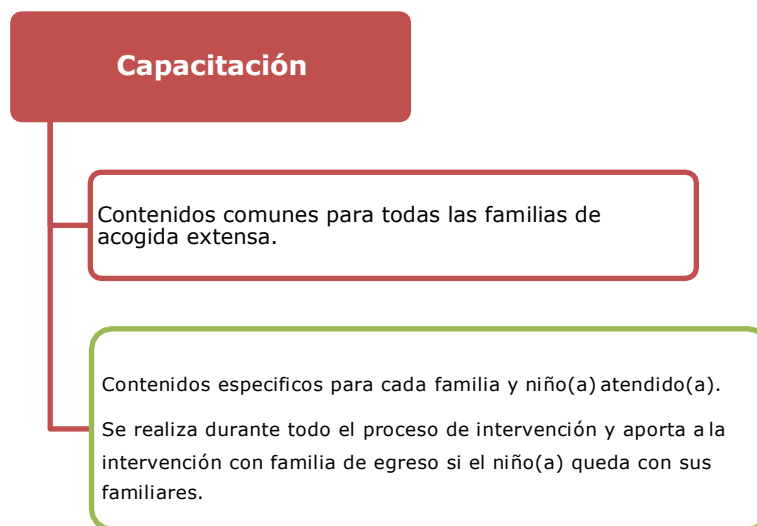 Capacitación
Contenidos comunes para todas las familias de
acogida extensa.
Contenidos especificos para cada familia y niño(a) atendido(a).
Se realiza durante todo el proceso de intervención y aporta a la
intervención con familia de egreso si el niño(a) queda con sus
familiares.